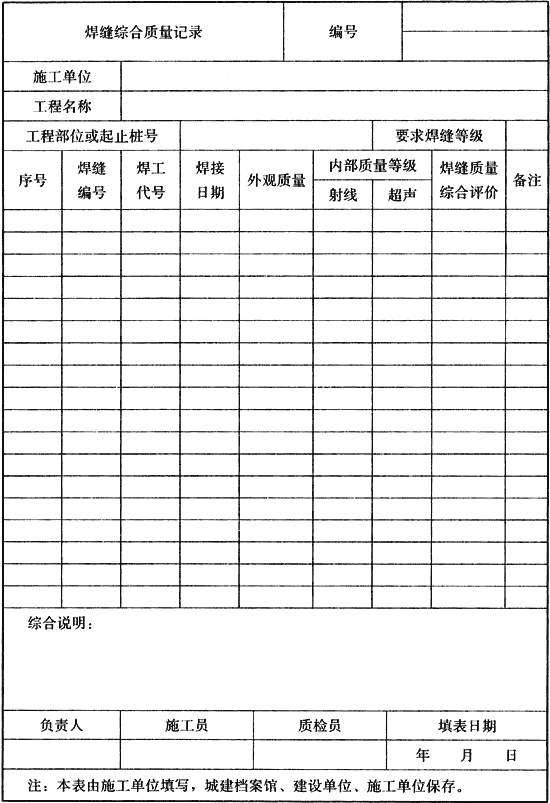 焊缝综合质量记录 编号
施工单位
工程名称
工程部位或起止桩号 要求焊缝等级
序号 焊缝编号 焊工代号 焊接日期 外观质量 内部质量等级 焊缝质量综合评价 备注
射线 超声
综合说明：
负责人 施工员 质检员 填表日期
年 月 日
注：本表由施工单位填写，城建档案馆、建设单位、施工单位保存。